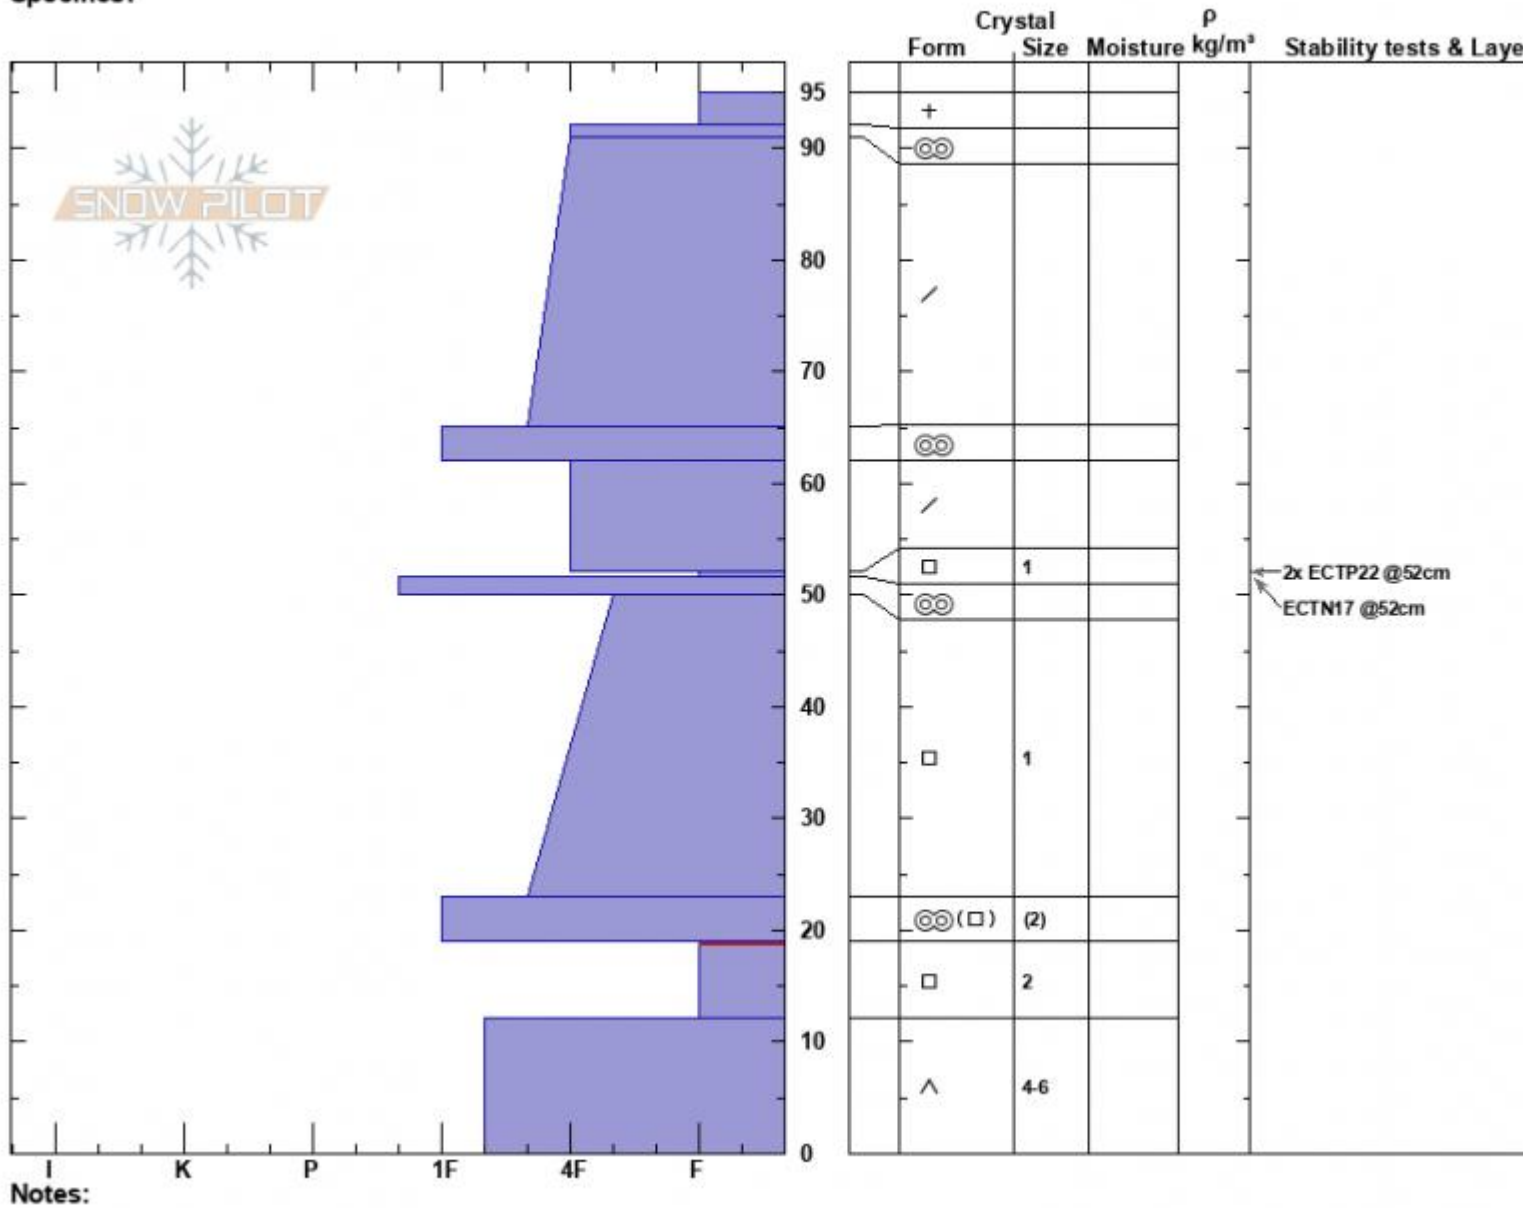 Specifics:
Crystal
ρ
Form Size Moisture kg/m³ Stability tests & Laye
SNOW PILOT
95
+
90
80
70
60
1
2x ECTP22 @52cm
50
ECTN17 @52cm
40
1
30
20
( ) (2)
2
10
4-6
0
I K P 1F 4F F
Notes: